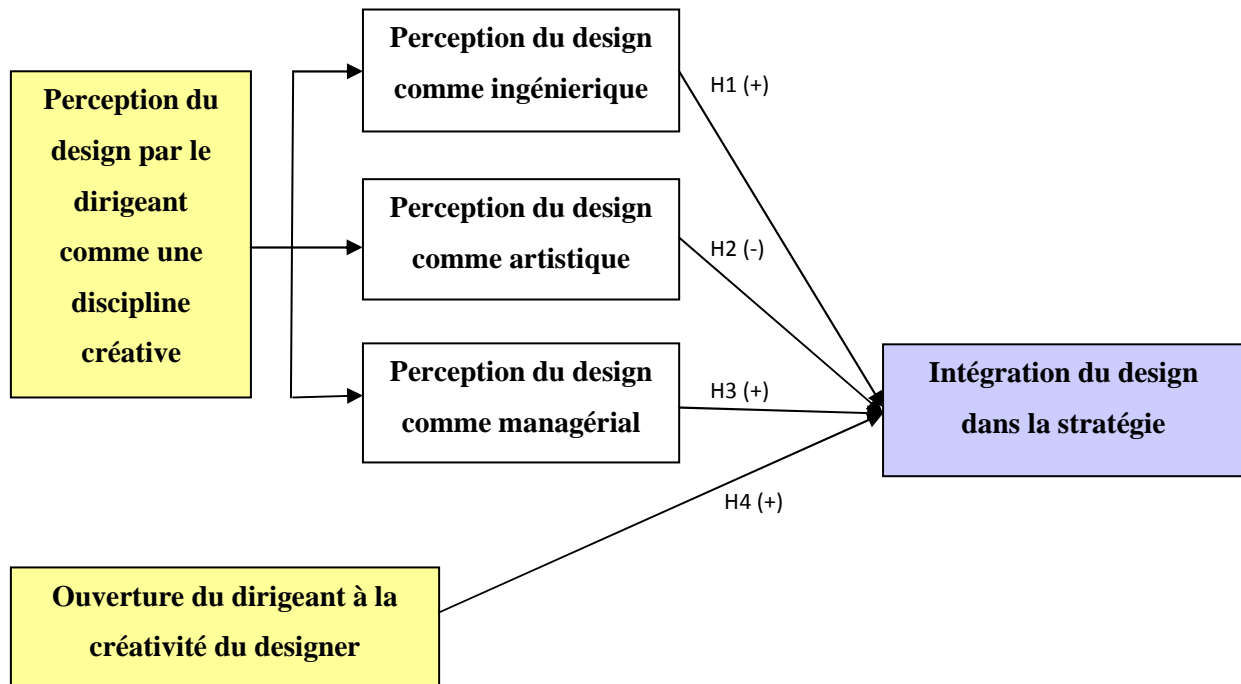 Perception du
design par le
dirigeant
comme une
discipline
créative
Perception du design
comme ingénierique
Perception du design
comme artistique
Perception du design
comme managérial
H1 (+)
H2 (-)
H3 (+)
H4 (+)
Intégration du design
dans la stratégie
Ouverture du dirigeant à la
créativité du designer